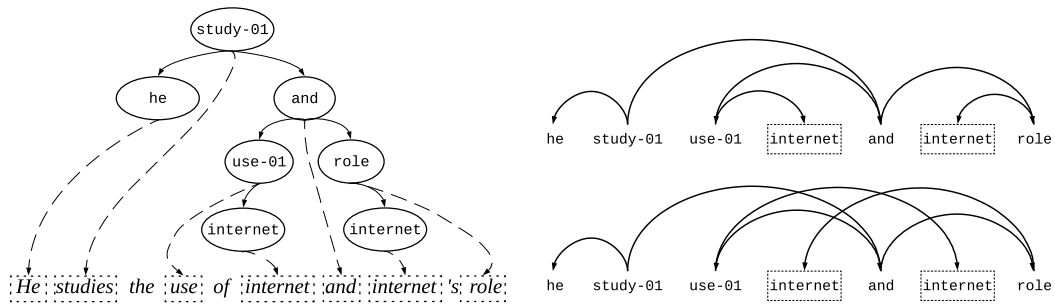 study-01
he
and
use-01
role
internet
internet
He studies the use of internet and internet 's role
he study-01 use-01 internet and internet role
he study-01 use-01 internet and internet role